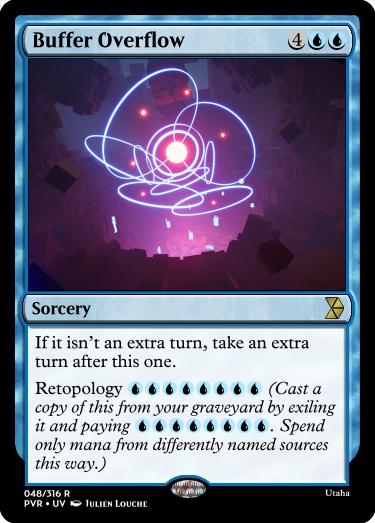 Buffer Overflow 4
Sorcery
If it isn't an extra turn, take an extra
turn after this one.
Retopology (Cast a
copy of this from your graveyard by exiling
it and paying . Spend
only mana from differently named sources
this way.)
048/316 R
Utaha
PVR • UV JULIEN LOUCHE